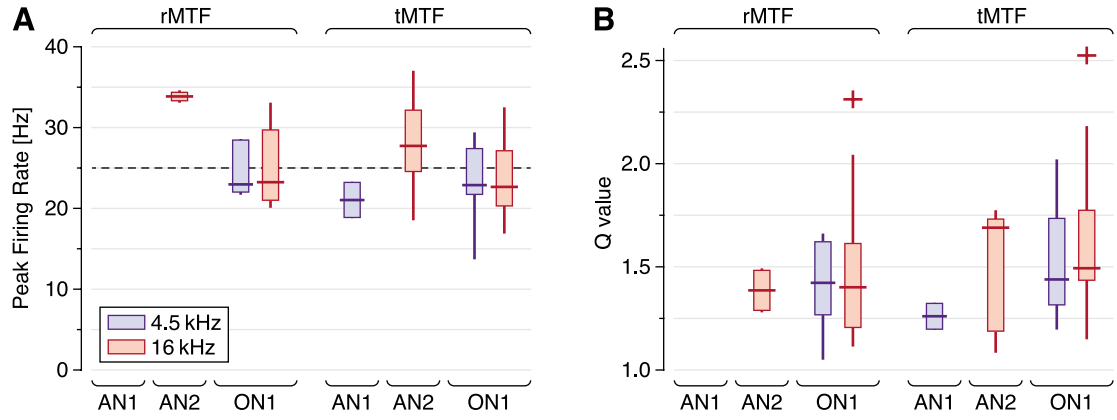 A
rMTF
tMTF
Peak Firing Rate [Hz]
40
30
20
10
0
4.5 kHz
16 kHz
AN1 AN2 ON1 AN1 AN2 ON1
B
rMTF
tMTF
Q value
2.5
2.0
1.5
1.0
AN1 AN2 ON1 AN1 AN2 ON1